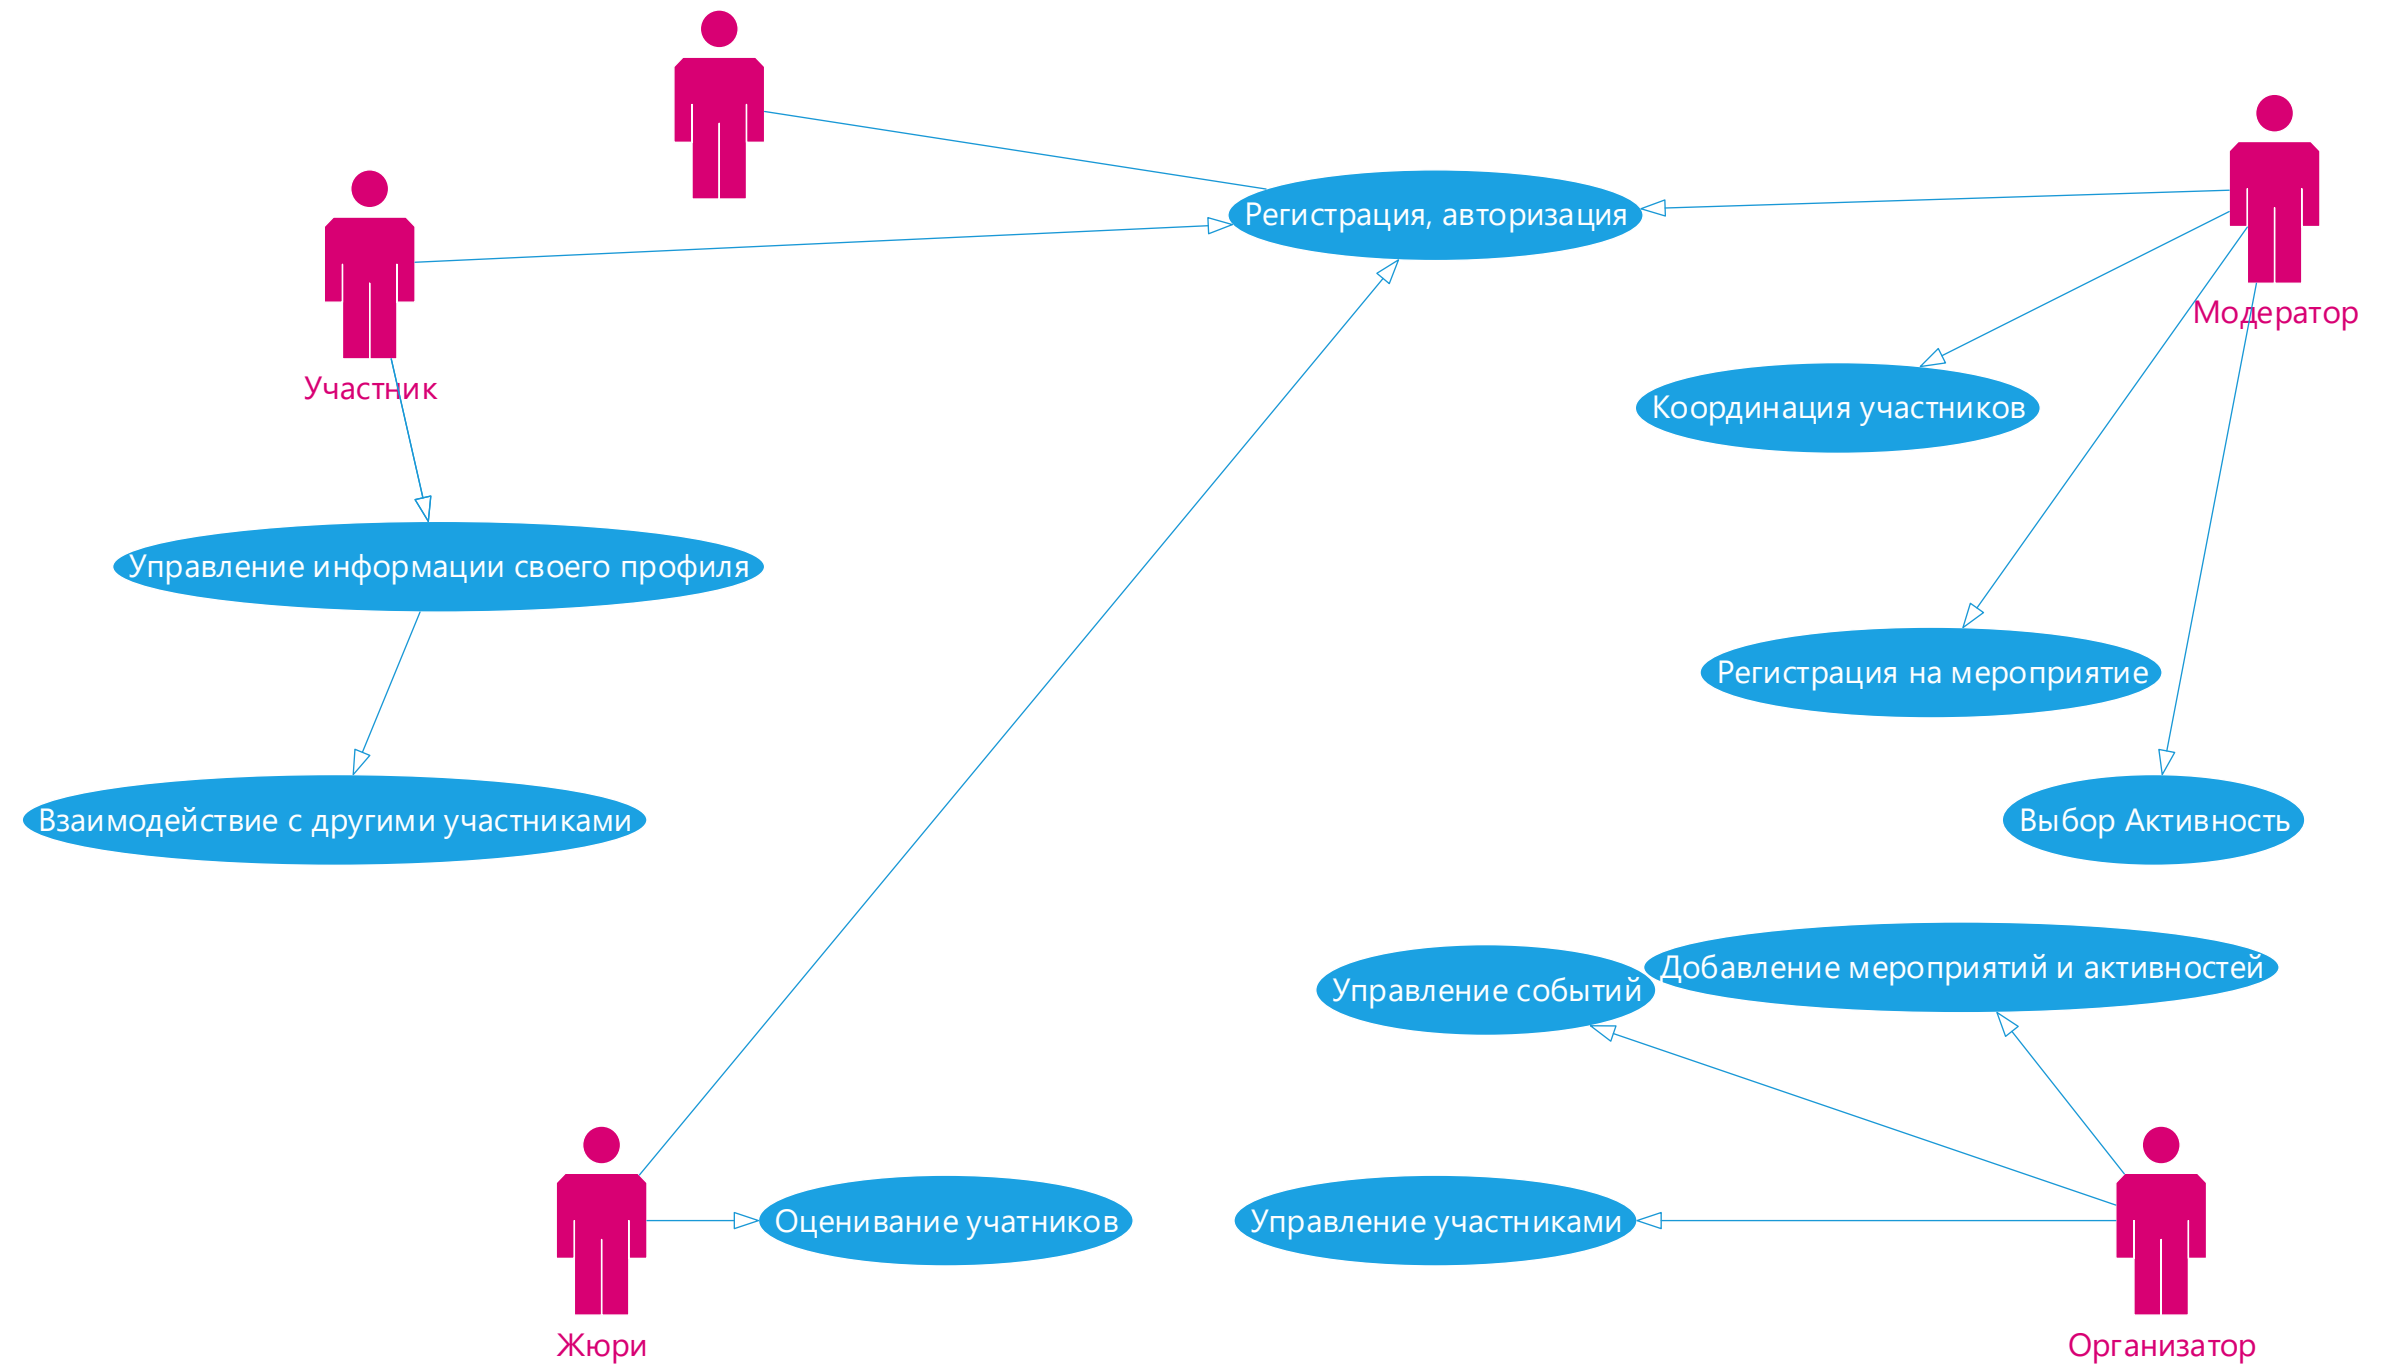 Регистрация, авторизация
Модератор
Участник
Координация участников
Управление информации своего профиля
Регистрация на мероприятие
Взаимодействие с другими участниками
Выбор Активность
Добавление мероприятий и активностей
Управление событий
Оценивание учатников
Управление участниками
Жюри
Организатор